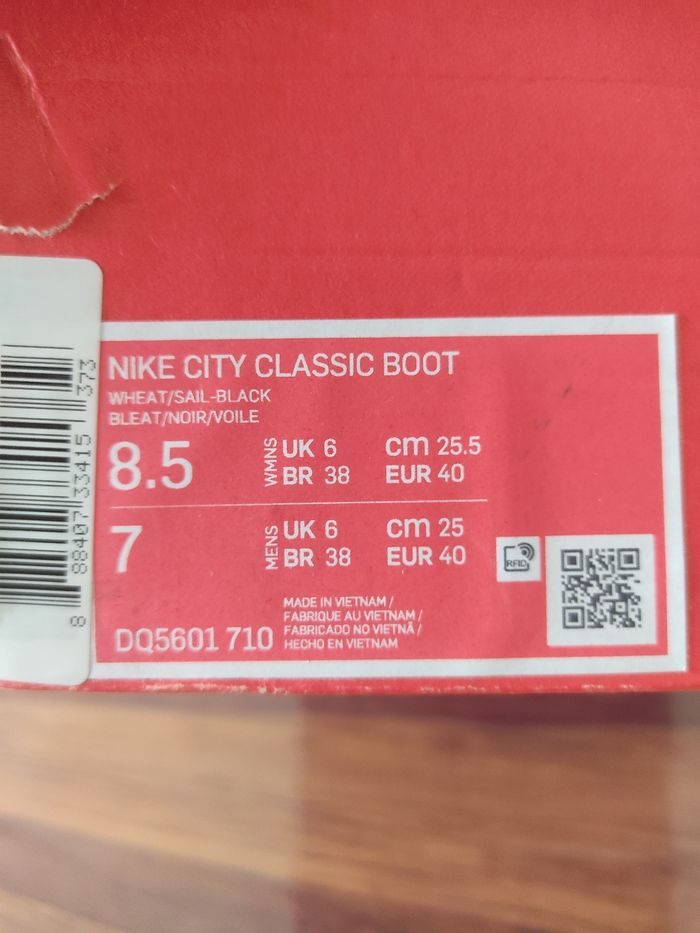 NIKE CITY CLASSIC BOOT
WHEAT/SAIL-BLACK
BLEAT/NOIR/VOILE
8.5 WMNS UK 6 cm 25.5
BR 38 EUR 40
7 MENS UK 6 cm 25
BR 38 EUR 40
RFID
DQ5601 710
MADE IN VIETNAM /
FABRIQUE AU VIETNAM /
FABRICADO NO VIETNÃ /
HECHO EN VIETNAM
8 88407 33415 373